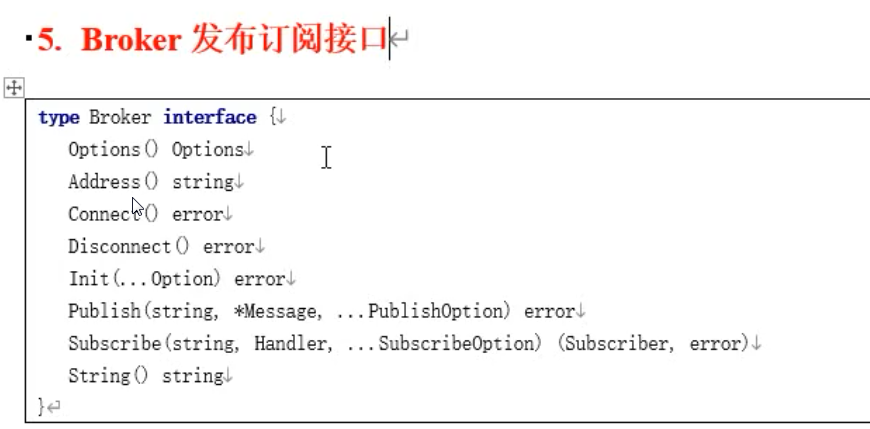 5. Broker 发布订阅接口
type Broker interface {
Options() Options
Address() string
Connect() error
Disconnect() error
Init(...Option) error
Publish(string, *Message, ...PublishOption) error
Subscribe(string, Handler, ...SubscribeOption) (Subscriber, error)
String() string
}